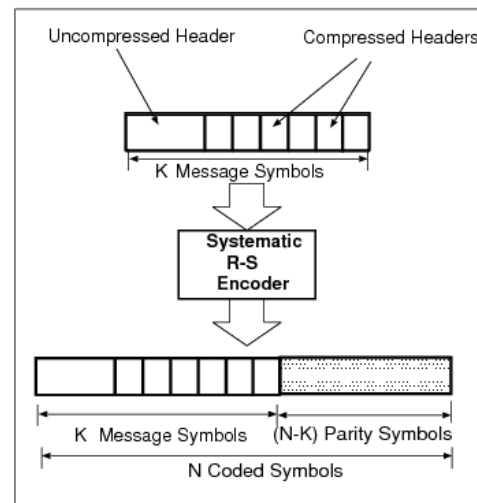 Uncompressed Header
Compressed Headers
K Message Symbols
Systematic
R-S
Encoder
K Message Symbols
(N-K) Parity Symbols
N Coded Symbols